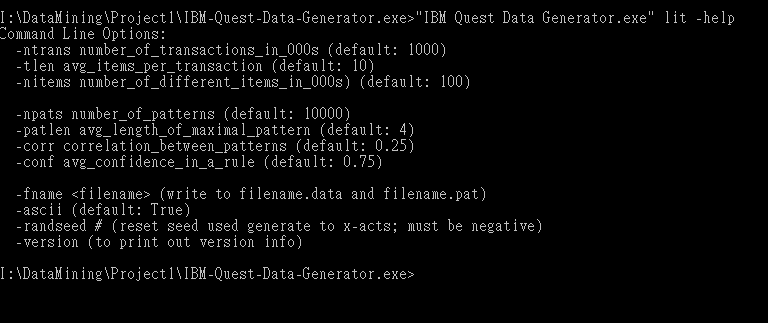 I:\DataMining\Project1\IBM-Quest-Data-Generator.exe>"IBM Quest Data Generator.exe" lit -help
Command Line Options:
-ntrans number_of_transactions_in_000s (default: 1000)
-tlen avg_items_per_transaction (default: 10)
-nitems number_of_different_items_in_000s) (default: 100)
-npats number_of_patterns (default: 10000)
-patlen avg_length_of_maximal_pattern (default: 4)
-corr correlation_between_patterns (default: 0.25)
-conf avg_confidence_in_a_rule (default: 0.75)
-fname <filename> (write to filename.data and filename.pat)
-ascii (default: True)
-randseed # (reset seed used generate to x-acts; must be negative)
-version (to print out version info)
I:\DataMining\Project1\IBM-Quest-Data-Generator.exe>